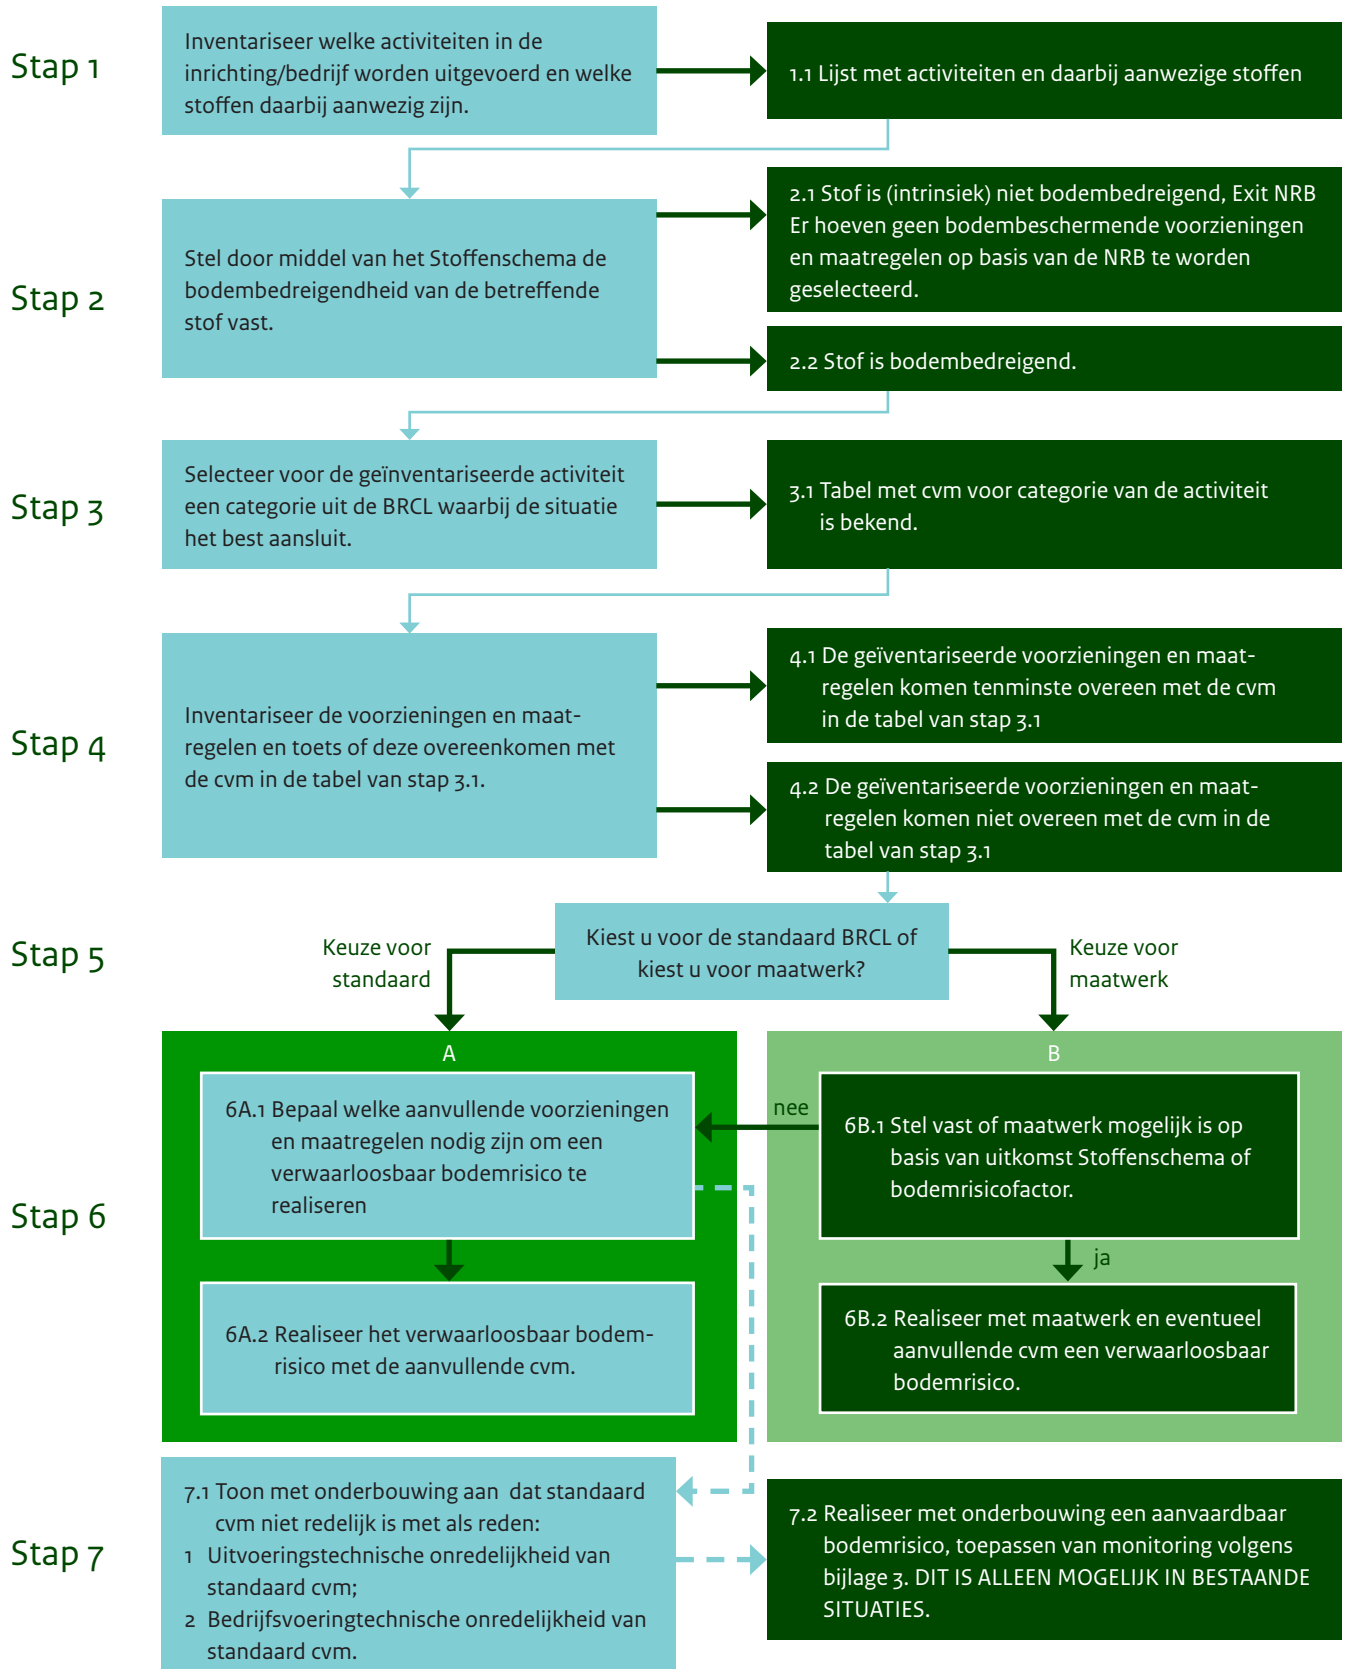 Stap 1
Inventariseer welke activiteiten in de
inrichting/bedrijf worden uitgevoerd en welke
stoffen daarbij aanwezig zijn.
1.1 Lijst met activiteiten en daarbij aanwezige stoffen
Stap 2
Stel door middel van het Stoffenschema de
bodembedreigendheid van de betreffende
stof vast.
2.1 Stof is (intrinsiek) niet bodembedreigend, Exit NRB
Er hoeven geen bodembeschermende voorzieningen
en maatregelen op basis van de NRB te worden
geselecteerd.
2.2 Stof is bodembedreigend.
Stap 3
Selecteer voor de geïnventariseerde activiteit
een categorie uit de BRCL waarbij de situatie
het best aansluit.
3.1 Tabel met cvm voor categorie van de activiteit
is bekend.
Stap 4
Inventariseer de voorzieningen en maat-
regelen en toets of deze overeenkomen met
de cvm in de tabel van stap 3.1.
4.1 De geïventariseerde voorzieningen en maat-
regelen komen tenminste overeen met de cvm
in de tabel van stap 3.1
4.2 De geïventariseerde voorzieningen en maat-
regelen komen niet overeen met de cvm in de
tabel van stap 3.1
Stap 5
Keuze voor
standaard
Kiest u voor de standaard BRCL of
kiest u voor maatwerk?
Keuze voor
maatwerk
Stap 6
A
6A.1 Bepaal welke aanvullende voorzieningen
en maatregelen nodig zijn om een
verwaarloosbaar bodemrisico te
realiseren
6A.2 Realiseer het verwaarloosbaar bodem-
risico met de aanvullende cvm.
nee
B
6B.1 Stel vast of maatwerk mogelijk is op
basis van uitkomst Stoffenschema of
bodemrisicofactor.
ja
6B.2 Realiseer met maatwerk en eventueel
aanvullende cvm een verwaarloosbaar
bodemrisico.
Stap 7
7.1 Toon met onderbouwing aan dat standaard
cvm niet redelijk is met als reden:
1 Uitvoeringstechnische onredelijkheid van
standaard cvm;
2 Bedrijfsvoeringtechnische onredelijkheid van
standaard cvm.
7.2 Realiseer met onderbouwing een aanvaardbaar
bodemrisico, toepassen van monitoring volgens
bijlage 3. DIT IS ALLEEN MOGELIJK IN BESTAANDE
SITUATIES.